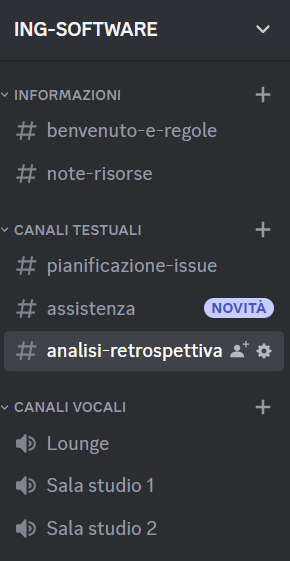 ING-SOFTWARE
INFORMAZIONI
benvenuto-e-regole
note-risorse
CANALI TESTUALI
pianificazione-issue
assistenza NOVITÀ
analisi-retrospettiva
CANALI VOCALI
Lounge
Sala studio 1
Sala studio 2